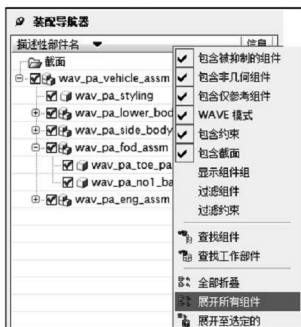 装配导航器
描述性部件名
信息
截面
wav_pa_vehicle_assm
wav_pa_styling
wav_pa_lower_bod
wav_pa_side_body
wav_pa_fod_assm
wav_pa_toe_pa
wav_pa_no1_ba
wav_pa_eng_assm
包含被抑制的组件
包含非几何组件
包含仅参考组件
WAVE 模式
包含约束
包含截面
显示组件组
过滤组件
过滤约束
查找组件
查找工作部件
全部折叠
展开所有组件
展开至选定的